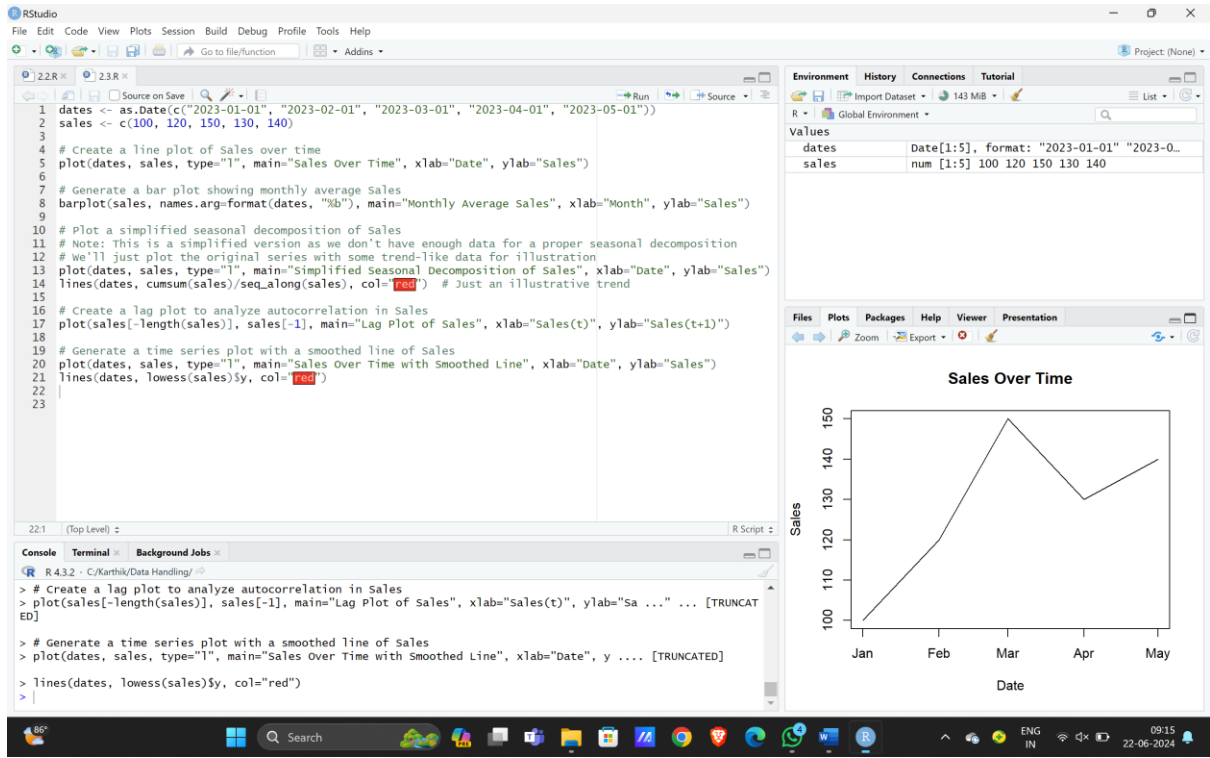 RStudio
File Edit Code View Plots Session Build Debug Profile Tools Help
Go to file/function Addins Project: (None)
2.2.R 2.3.R
Source on Save Run Source
1 dates <- as.Date(c("2023-01-01", "2023-02-01", "2023-03-01", "2023-04-01", "2023-05-01"))
2 sales <- c(100, 120, 150, 130, 140)
3
4 # Create a line plot of Sales over time
5 plot(dates, sales, type="l", main="Sales Over Time", xlab="Date", ylab="Sales")
6
7 # Generate a bar plot showing monthly average Sales
8 barplot(sales, names.arg=format(dates, "%b"), main="Monthly Average Sales", xlab="Month", ylab="Sales")
9
10 # Plot a simplified seasonal decomposition of Sales
11 # Note: This is a simplified version as we don't have enough data for a proper seasonal decomposition
12 # We'll just plot the original series with some trend-like data for illustration
13 plot(dates, sales, type="l", main="Simplified Seasonal Decomposition of Sales", xlab="Date", ylab="Sales")
14 lines(dates, cumsum(sales)/seq_along(sales), col="red") # Just an illustrative trend
15
16 # Create a lag plot to analyze autocorrelation in Sales
17 plot(sales[-length(sales)], sales[-1], main="Lag Plot of Sales", xlab="Sales(t)", ylab="Sales(t+1)")
18
19 # Generate a time series plot with a smoothed line of Sales
20 plot(dates, sales, type="l", main="Sales Over Time with Smoothed Line", xlab="Date", ylab="Sales")
21 lines(dates, lowess(sales)$y, col="red")
22
23
22:1 (Top Level) R Script
Console Terminal Background Jobs
R 4.3.2 · C:/Karthik/Data Handling/
> # Create a lag plot to analyze autocorrelation in Sales
> plot(sales[-length(sales)], sales[-1], main="Lag Plot of Sales", xlab="Sales(t)", ylab="Sa ..." ... [TRUNCAT
ED]
> # Generate a time series plot with a smoothed line of Sales
> plot(dates, sales, type="l", main="Sales Over Time with Smoothed Line", xlab="Date", y .... [TRUNCATED]
> lines(dates, lowess(sales)$y, col="red")
>
Environment History Connections Tutorial
Import Dataset 143 MiB List
R Global Environment
Values
dates Date[1:5], format: "2023-01-01" "2023-0…
sales num [1:5] 100 120 150 130 140
Files Plots Packages Help Viewer Presentation
Zoom Export
Sales Over Time
150
140
130
120
110
100
Sales
Jan Feb Mar Apr May
Date
86° Search PRE 4 ENG 09:15
IN 22-06-2024